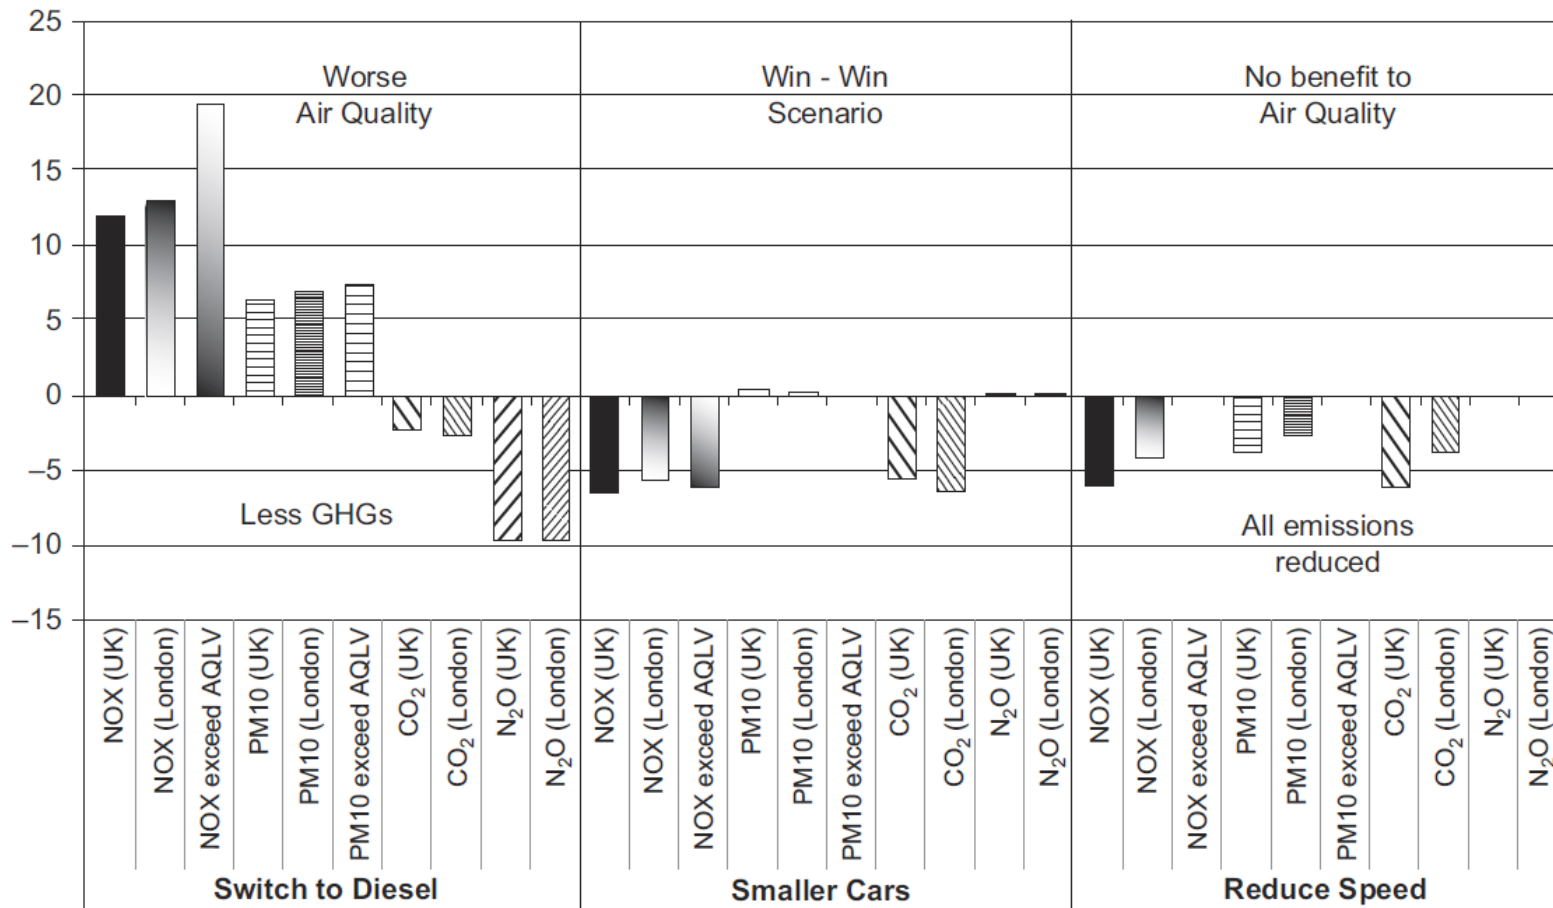 25
20
15
10
5
0
–5
–10
–15
Worse
Air Quality
Less GHGs
Win - Win
Scenario
No benefit to
Air Quality
All emissions
reduced
NOX (UK)
NOX (London)
NOX exceed AQLV
PM10 (UK)
PM10 (London)
PM10 exceed AQLV
CO₂ (UK)
CO₂ (London)
N₂O (UK)
N₂O (London)
NOX (UK)
NOX (London)
NOX exceed AQLV
PM10 (UK)
PM10 (London)
PM10 exceed AQLV
CO₂ (UK)
CO₂ (London)
N₂O (UK)
N₂O (London)
NOX (UK)
NOX (London)
NOX exceed AQLV
PM10 (UK)
PM10 (London)
PM10 exceed AQLV
CO₂ (UK)
CO₂ (London)
N₂O (UK)
N₂O (London)
Switch to Diesel
Smaller Cars
Reduce Speed